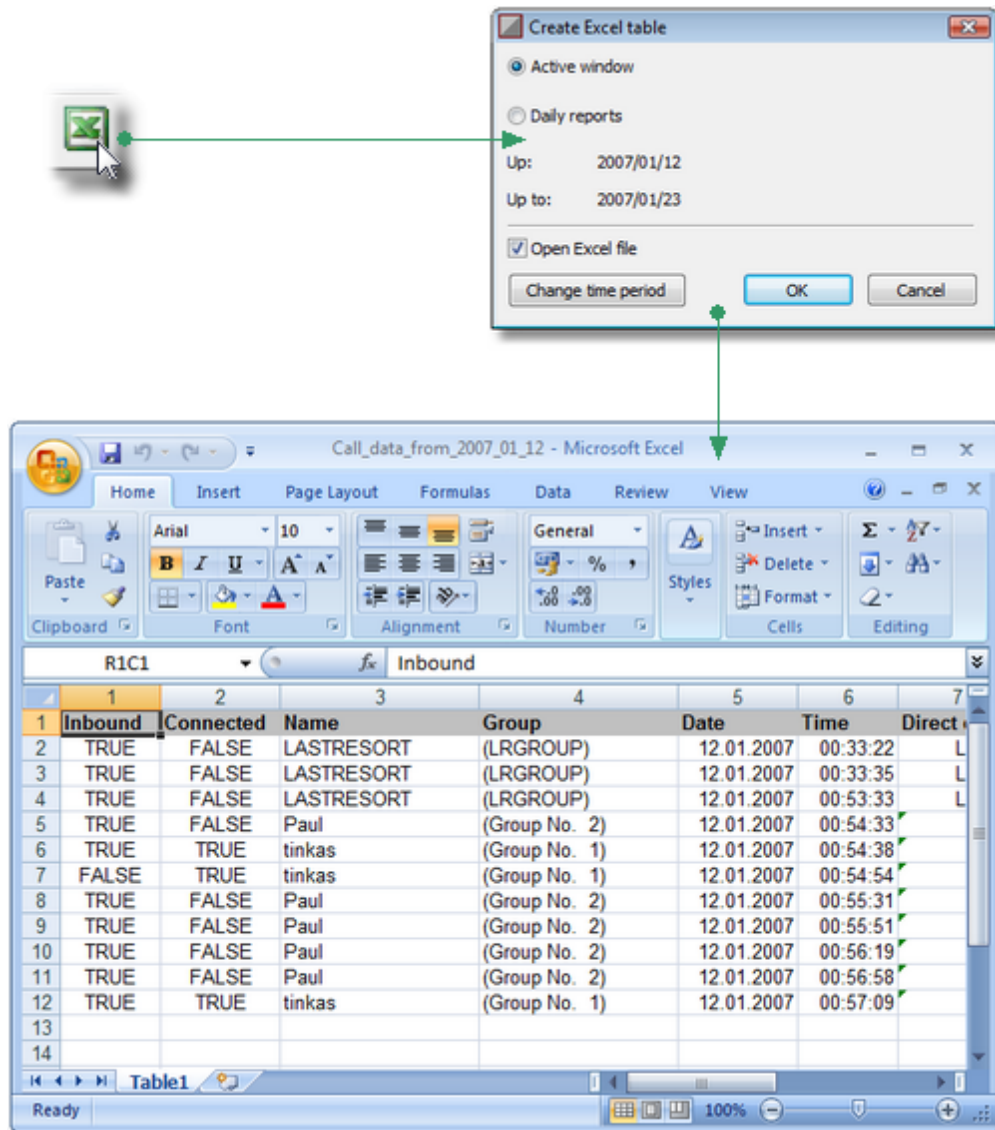 Create Excel table
Active window
Daily reports
Up: 2007/01/12
Up to: 2007/01/23
Open Excel file
Change time period OK Cancel
Call_data_from_2007_01_12 - Microsoft Excel
Home Insert Page Layout Formulas Data Review View
Arial 10 General Insert Σ
Paste B I U A A % , Styles Delete
A Format
Clipboard Font Alignment Number Cells Editing
R1C1 fx Inbound
1 2 3 4 5 6 7
1 Inbound Connected Name Group Date Time Direct
2 TRUE FALSE LASTRESORT (LRGROUP) 12.01.2007 00:33:22 L
3 TRUE FALSE LASTRESORT (LRGROUP) 12.01.2007 00:33:35 L
4 TRUE FALSE LASTRESORT (LRGROUP) 12.01.2007 00:53:33 L
5 TRUE FALSE Paul (Group No. 2) 12.01.2007 00:54:33
6 TRUE TRUE tinkas (Group No. 1) 12.01.2007 00:54:38
7 FALSE TRUE tinkas (Group No. 1) 12.01.2007 00:54:54
8 TRUE FALSE Paul (Group No. 2) 12.01.2007 00:55:31
9 TRUE FALSE Paul (Group No. 2) 12.01.2007 00:55:51
10 TRUE FALSE Paul (Group No. 2) 12.01.2007 00:56:19
11 TRUE FALSE Paul (Group No. 2) 12.01.2007 00:56:58
12 TRUE TRUE tinkas (Group No. 1) 12.01.2007 00:57:09
13
14
Table1
Ready 100%